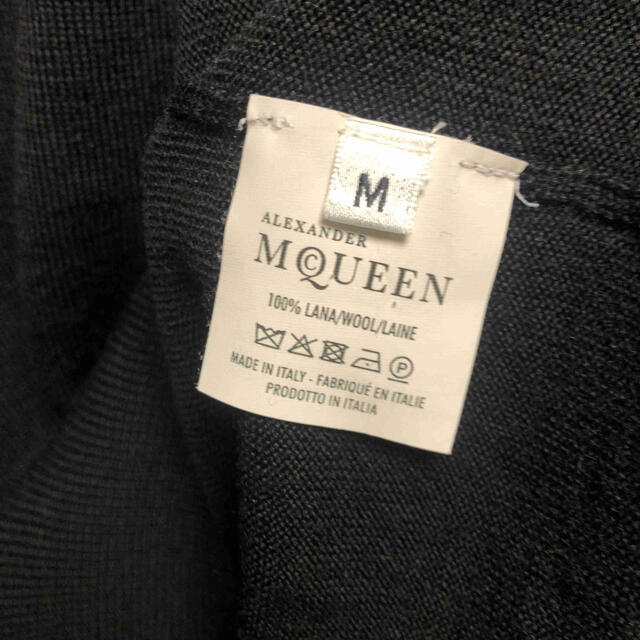 M
ALEXANDER
MCQUEEN
100% LANA/WOOL/LAINE
MADE IN ITALY - FABRIQUÉ EN ITALIE
PRODOTTO IN ITALIA